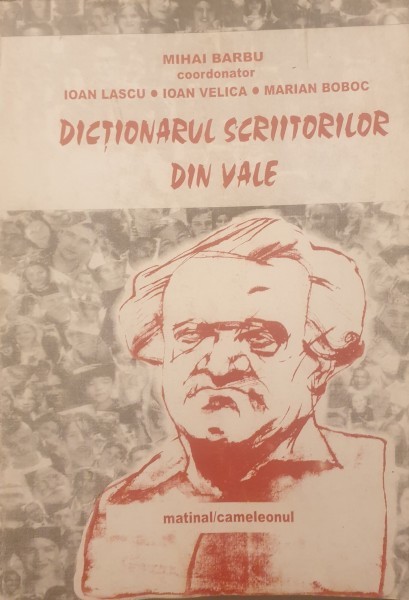 MIHAI BARBU
coordonator
IOAN LASCU • IOAN VELICA • MARIAN BOBOC
DICȚIONARUL SCRIITORILOR
DIN VALE
matinal/cameleonul